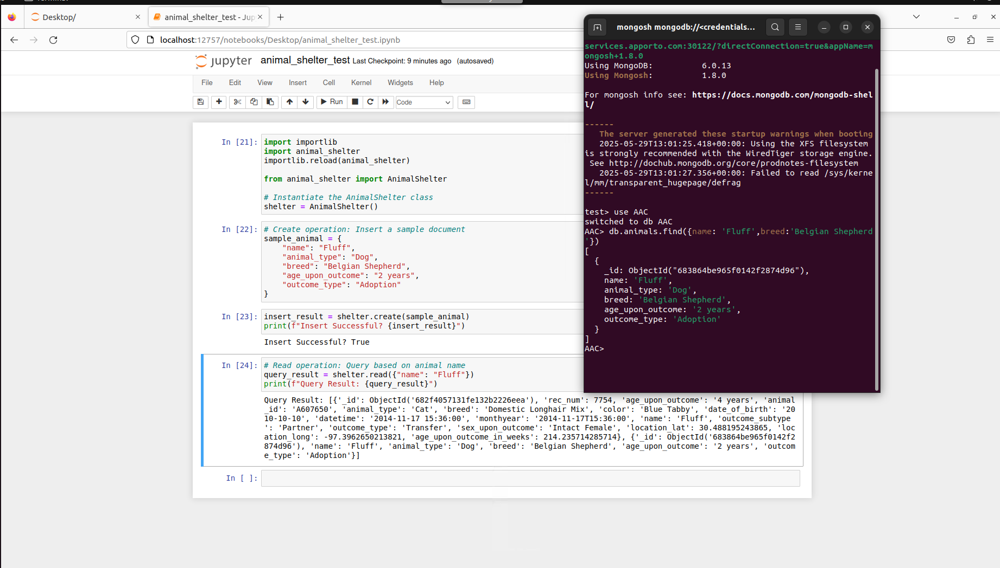 Desktop/
animal_shelter_test - Jup
localhost:12757/notebooks/Desktop/animal_shelter_test.ipynb
jupyter animal_shelter_test Last Checkpoint: 9 minutes ago (autosaved)
File Edit View Insert Cell Kernel Widgets Help
Run Code
In [21]:
import importlib
import animal_shelter
importlib.reload(animal_shelter)
from animal_shelter import AnimalShelter
# Instantiate the AnimalShelter class
shelter = AnimalShelter()
In [22]:
# Create operation: Insert a sample document
sample_animal = {
"name": "Fluff",
"animal_type": "Dog",
"breed": "Belgian Shepherd",
"age_upon_outcome": "2 years",
"outcome_type": "Adoption"
}
In [23]:
insert_result = shelter.create(sample_animal)
print(f"Insert Successful? {insert_result}")
Insert Successful? True
In [24]:
# Read operation: Query based on animal name
query_result = shelter.read({"name": "Fluff"})
print(f"Query Result: {query_result}")
Query Result: [{'_id': ObjectId('682f4057131fe132b2226eea'), 'rec_num': 7754, 'age_upon_outcome': '4 years', 'animal
_id': 'A607650', 'animal_type': 'Cat', 'breed': 'Domestic Longhair Mix', 'color': 'Blue Tabby', 'date_of_birth': '20
10-10-10', 'datetime': '2014-11-17 15:36:00', 'monthyear': '2014-11-17T15:36:00', 'name': 'Fluff', 'outcome_subtype
': 'Partner', 'outcome_type': 'Transfer', 'sex_upon_outcome': 'Intact Female', 'location_lat': 30.488195243865, 'loc
ation_long': -97.3962650213821, 'age_upon_outcome_in_weeks': 214.235714285714}, {'_id': ObjectId('683864be965f0142f2
874d96'), 'name': 'Fluff', 'animal_type': 'Dog', 'breed': 'Belgian Shepherd', 'age_upon_outcome': '2 years', 'outcom
e_type': 'Adoption'}]
In [ ]:
mongosh mongodb://<credentials...
services.apporto.com:30122/?directConnection=true&appName=m
ongosh+1.8.0
Using MongoDB: 6.0.13
Using Mongosh: 1.8.0
For mongosh info see: https://docs.mongodb.com/mongodb-shel
l/
------
The server generated these startup warnings when booting
2025-05-29T13:01:25.418+00:00: Using the XFS filesystem
is strongly recommended with the WiredTiger storage engine.
See http://dochub.mongodb.org/core/prodnotes-filesystem
2025-05-29T13:01:27.356+00:00: Failed to read /sys/kerne
l/mm/transparent_hugepage/defrag
------
test> use AAC
switched to db AAC
AAC> db.animals.find({name: 'Fluff',breed:'Belgian Shepherd
'})
[
{
_id: ObjectId("683864be965f0142f2874d96"),
name: 'Fluff',
animal_type: 'Dog',
breed: 'Belgian Shepherd',
age_upon_outcome: '2 years',
outcome_type: 'Adoption'
}
]
AAC>